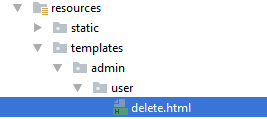 resources
static
templates
admin
user
delete.html